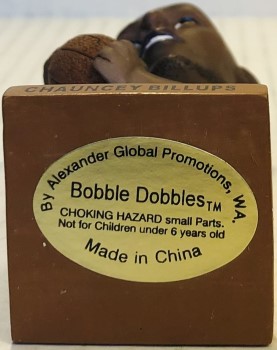 CHAUNCEY BILLUPS
By Alexander Global Promotions, WA.
Bobble Dobbles™
CHOKING HAZARD small Parts.
Not for Children under 6 years old
Made in China